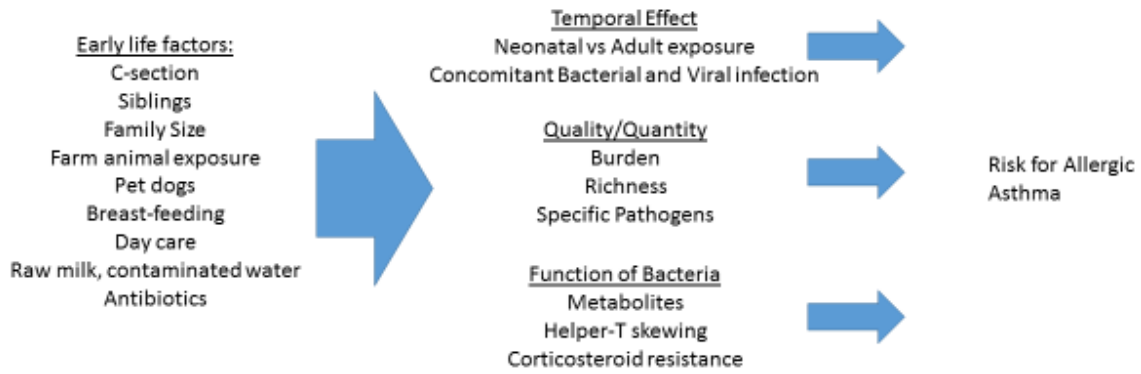 Early life factors:
C-section
Siblings
Family Size
Farm animal exposure
Pet dogs
Breast-feeding
Day care
Raw milk, contaminated water
Antibiotics
Temporal Effect
Neonatal vs Adult exposure
Concomitant Bacterial and Viral infection
Quality/Quantity
Burden
Richness
Specific Pathogens
Function of Bacteria
Metabolites
Helper-T skewing
Corticosteroid resistance
Risk for Allergic
Asthma